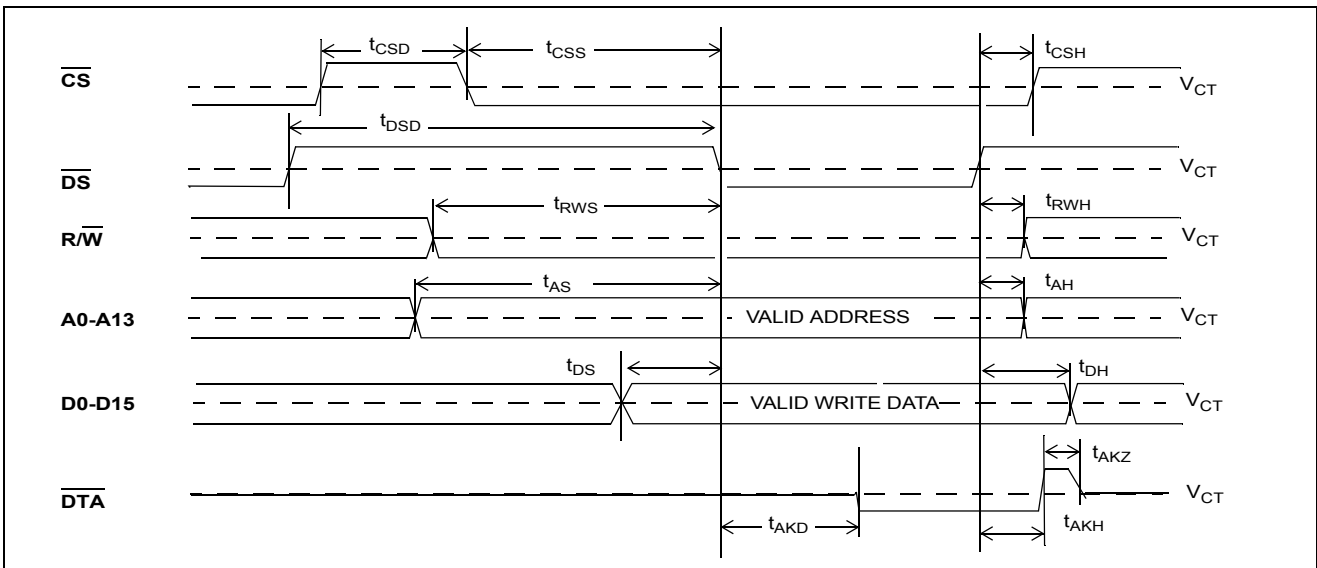 tCSD
tCSS
tCSH
CS
VCT
tDSD
DS
VCT
tRWS
tRWH
R/W
VCT
tAS
tAH
A0-A13
VALID ADDRESS
VCT
tDS
tDH
D0-D15
VALID WRITE DATA
VCT
tAKZ
DTA
VCT
tAKD
tAKH